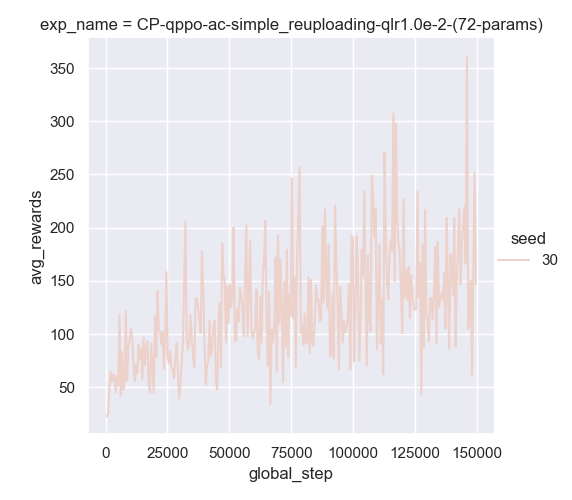 exp_name = CP-qppo-ac-simple_reuploading-qlr1.0e-2-(72-params)
350
300
250
200
150
100
50
avg_rewards
seed
30
0 25000 50000 75000 100000 125000 150000
global_step